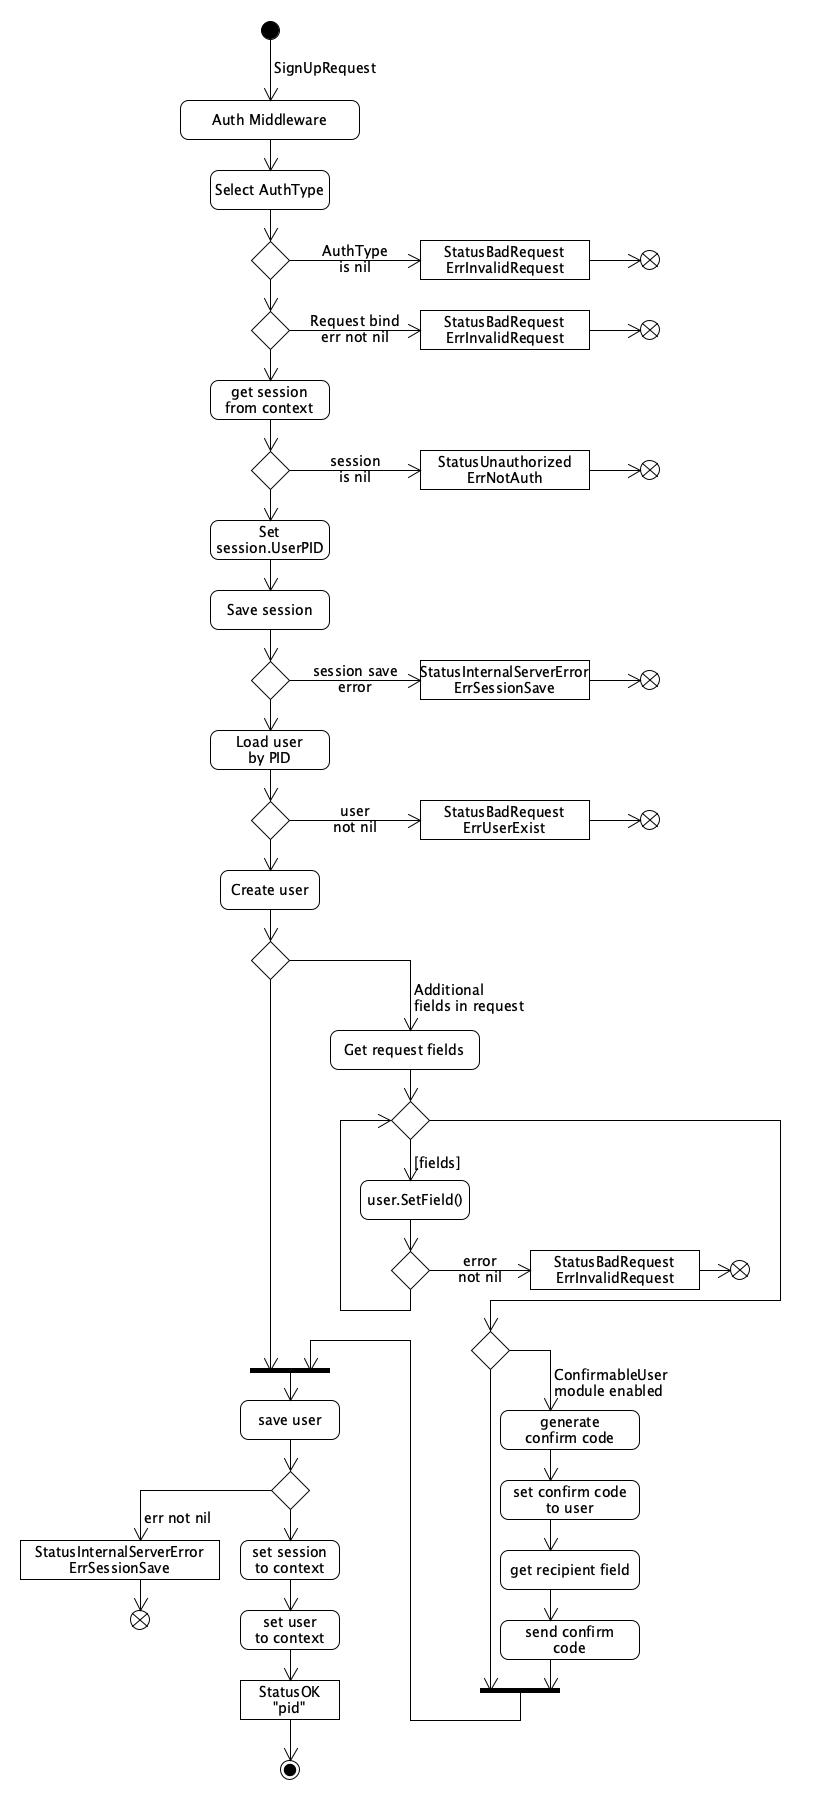 SignUpRequest
Auth Middleware
Select AuthType
AuthType
is nil
StatusBadRequest
ErrInvalidRequest
Request bind
err not nil
StatusBadRequest
ErrInvalidRequest
get session
from context
session
is nil
StatusUnauthorized
ErrNotAuth
Set
session.UserPID
Save session
session save
error
StatusInternalServerError
ErrSessionSave
Load user
by PID
user
not nil
StatusBadRequest
ErrUserExist
Create user
Additional
fields in request
Get request fields
[fields]
user.SetField()
error
not nil
StatusBadRequest
ErrInvalidRequest
ConfirmableUser
module enabled
generate
confirm code
set confirm code
to user
get recipient field
send confirm
code
save user
err not nil
StatusInternalServerError
ErrSessionSave
set session
to context
set user
to context
StatusOK
"pid"